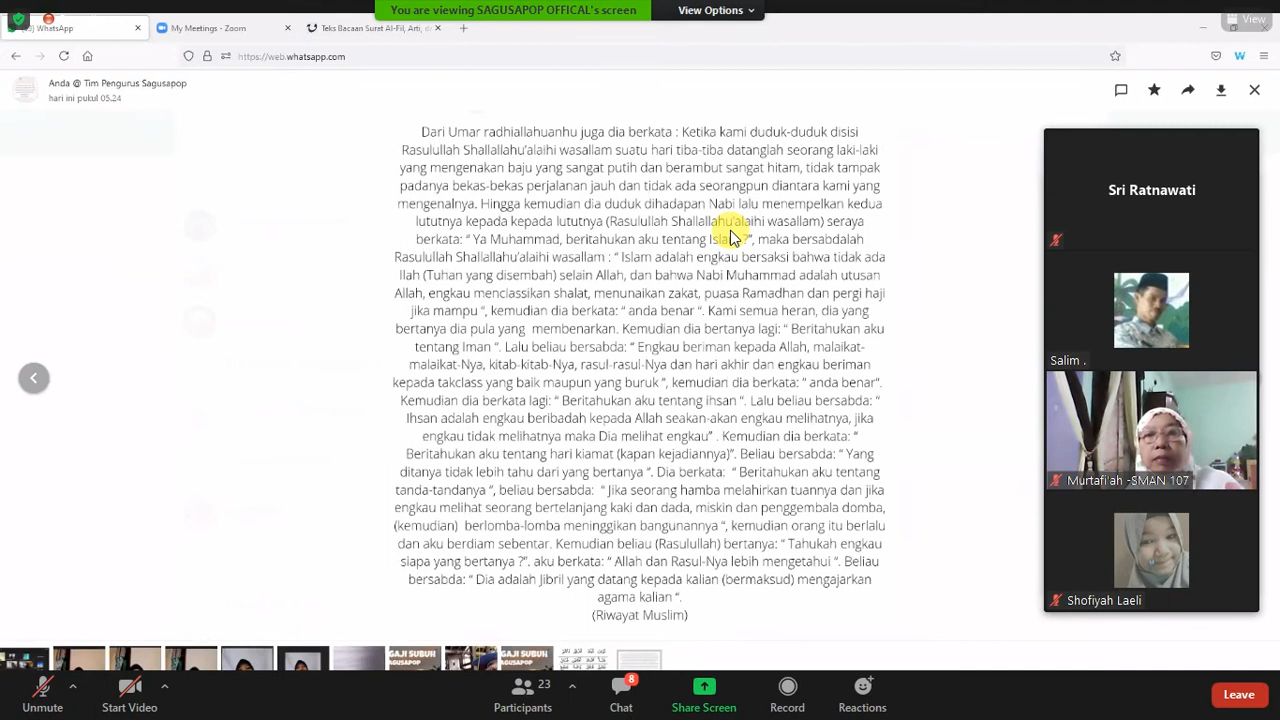 You are viewing SAGUSAPOP OFFICAL's screen
View Options
View
WhatsApp
My Meetings - Zoom
Teks Bacaan Surat Al-Fil, Arti, da
https://web.whatsapp.com
Anda @ Tim Pengurus Sagusapop
hari ini pukul 05.24
Dari Umar radhiallahuanhu juga dia berkata : Ketika kami duduk-duduk disisi
Rasulullah Shallallahu'alaihi wasallam suatu hari tiba-tiba datanglah seorang laki-laki
yang mengenakan baju yang sangat putih dan berambut sangat hitam, tidak tampak
padanya bekas-bekas perjalanan jauh dan tidak ada seorangpun diantara kami yang
mengenalnya. Hingga kemudian dia duduk dihadapan Nabi lalu menempelkan kedua
lututnya kepada kepada lututnya (Rasulullah Shallallahu'alaihi wasallam) seraya
berkata: “ Ya Muhammad, beritahukan aku tentang Islam ?”, maka bersabdalah
Rasulullah Shallallahu'alaihi wasallam : “ Islam adalah engkau bersaksi bahwa tidak ada
Ilah (Tuhan yang disembah) selain Allah, dan bahwa Nabi Muhammad adalah utusan
Allah, engkau menclassikan shalat, menunaikan zakat, puasa Ramadhan dan pergi haji
jika mampu “, kemudian dia berkata: “ anda benar “. Kami semua heran, dia yang
bertanya dia pula yang membenarkan. Kemudian dia bertanya lagi: “ Beritahukan aku
tentang Iman “. Lalu beliau bersabda: “ Engkau beriman kepada Allah, malaikat-
malaikat-Nya, kitab-kitab-Nya, rasul-rasul-Nya dan hari akhir dan engkau beriman
kepada takclass yang baik maupun yang buruk “, kemudian dia berkata: “ anda benar“.
Kemudian dia berkata lagi: “ Beritahukan aku tentang ihsan “. Lalu beliau bersabda: “
Ihsan adalah engkau beribadah kepada Allah seakan-akan engkau melihatnya, jika
engkau tidak melihatnya maka Dia melihat engkau” . Kemudian dia berkata: “
Beritahukan aku tentang hari kiamat (kapan kejadiannya)”. Beliau bersabda: “ Yang
ditanya tidak lebih tahu dari yang bertanya “. Dia berkata: “ Beritahukan aku tentang
tanda-tandanya “, beliau bersabda: “ Jika seorang hamba melahirkan tuannya dan jika
engkau melihat seorang bertelanjang kaki dan dada, miskin dan penggembala domba,
(kemudian) berlomba-lomba meninggikan bangunannya “, kemudian orang itu berlalu
dan aku berdiam sebentar. Kemudian beliau (Rasulullah) bertanya: “ Tahukah engkau
siapa yang bertanya ?”. aku berkata: “ Allah dan Rasul-Nya lebih mengetahui “. Beliau
bersabda: “ Dia adalah Jibril yang datang kepada kalian (bermaksud) mengajarkan
agama kalian “.
(Riwayat Muslim)
Sri Ratnawati
Salim .
Murtafi'ah -SMAN 107
Shofiyah Laeli
GAJI SUBUH
GAJI SUBUH
Unmute
Start Video
23
Participants
8
Chat
Share Screen
Record
Reactions
Leave